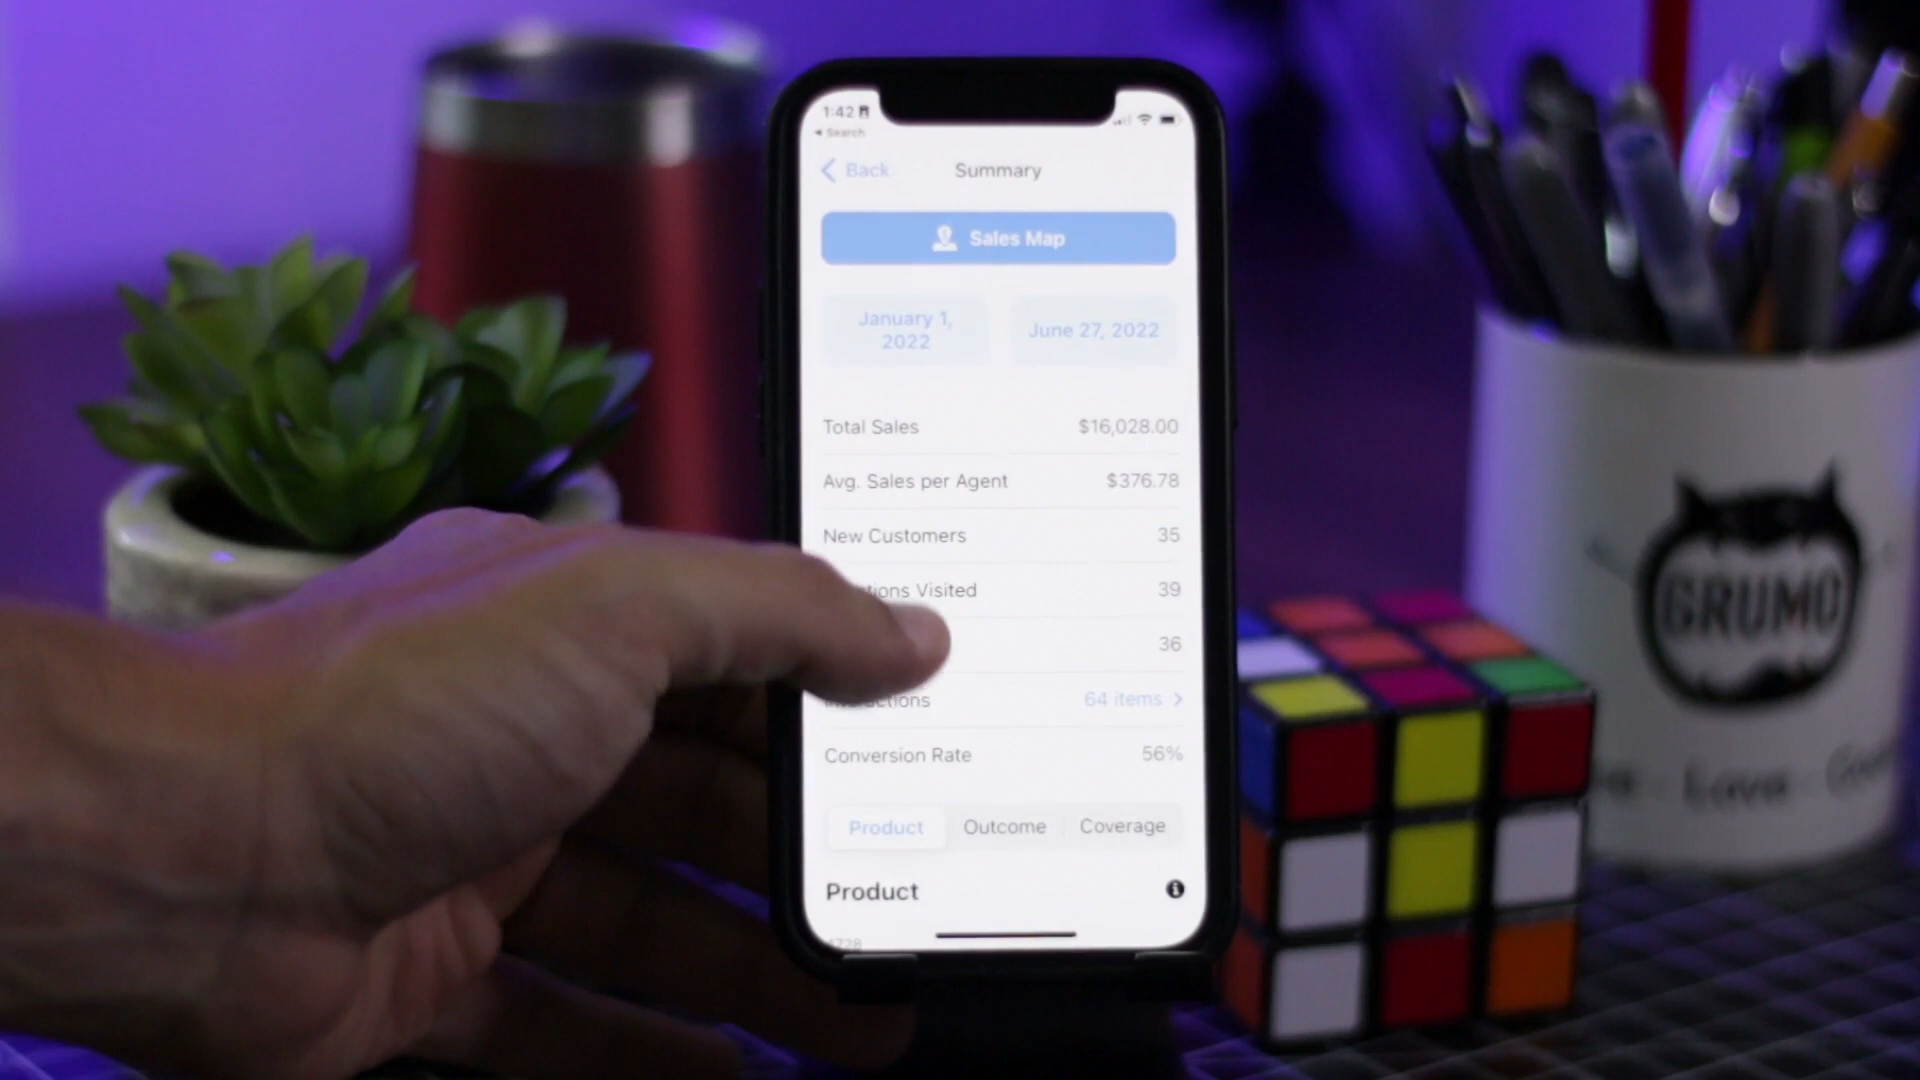 1:42
Search
Back
Summary
Sales Map
January 1,
2022
June 27, 2022
Total Sales
$16,028.00
Avg. Sales per Agent
$376.78
New Customers
35
Visited
39
36
64 items
Conversion Rate
56%
Product
Outcome
Coverage
Product
GRUMO
Love